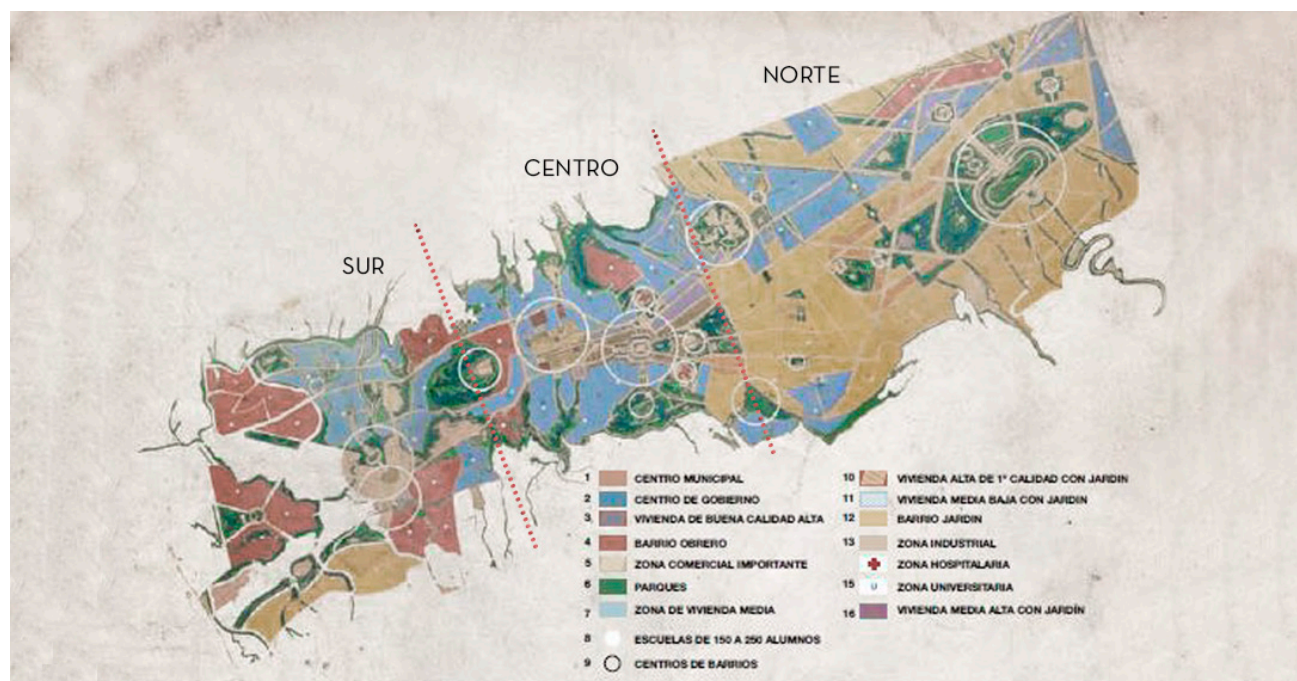 NORTE
CENTRO
SUR
1 CENTRO MUNICIPAL
2 CENTRO DE GOBIERNO
3 VIVIENDA DE BUENA CALIDAD ALTA
4 BARRIO OBRERO
5 ZONA COMERCIAL IMPORTANTE
6 PARQUES
7 ZONA DE VIVIENDA MEDIA
8 ESCUELAS DE 150 A 250 ALUMNOS
9 CENTROS DE BARRIOS
10 VIVIENDA ALTA DE 1º CALIDAD CON JARDIN
11 VIVIENDA MEDIA BAJA CON JARDIN
12 BARRIO JARDIN
13 ZONA INDUSTRIAL
ZONA HOSPITALARIA
15 U ZONA UNIVERSITARIA
16 VIVIENDA MEDIA ALTA CON JARDÍN